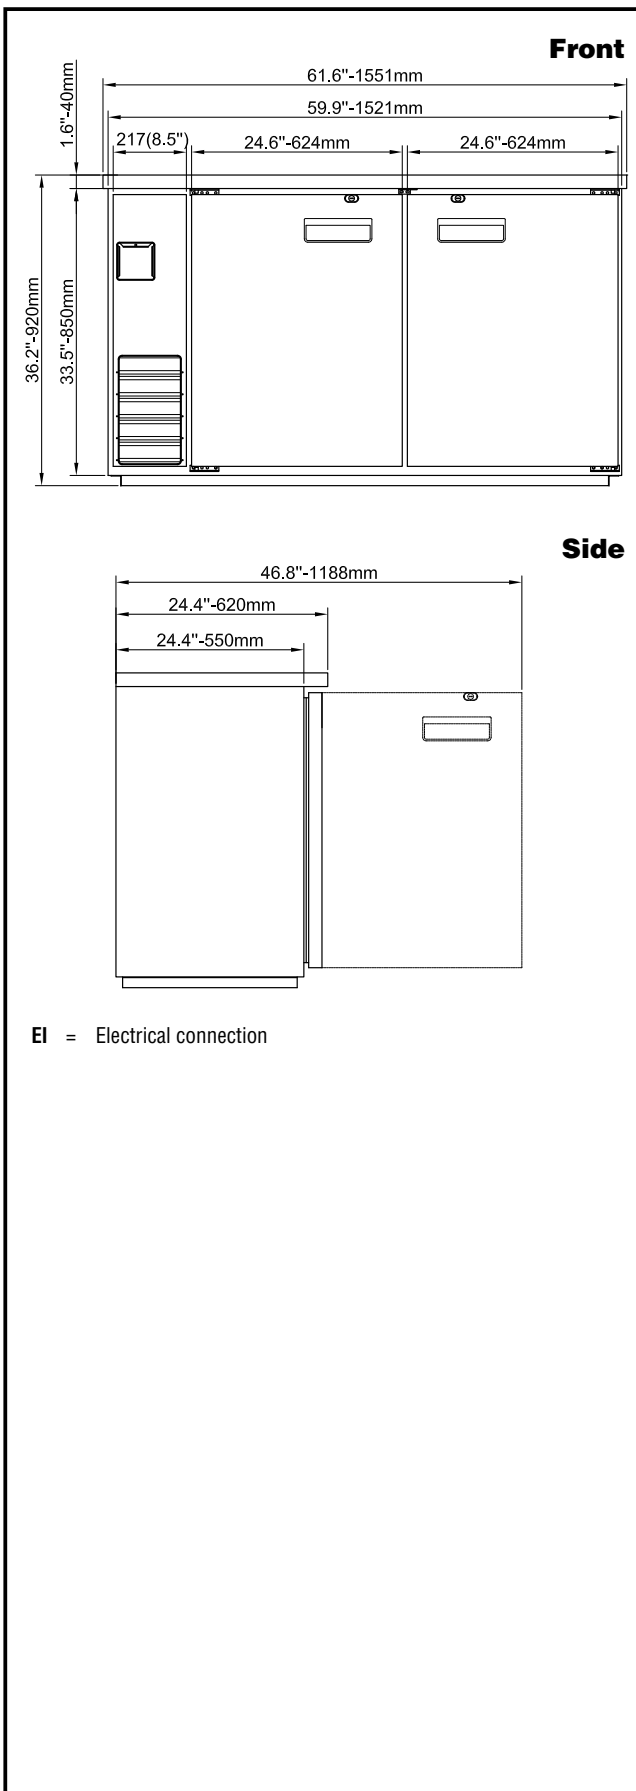 Front
61.6"-1551mm
59.9"-1521mm
1.6"-40mm
217(8.5")
24.6"-624mm
24.6"-624mm
36.2"-920mm
33.5"-850mm
Side
46.8"-1188mm
24.4"-620mm
24.4"-550mm
EI = Electrical connection